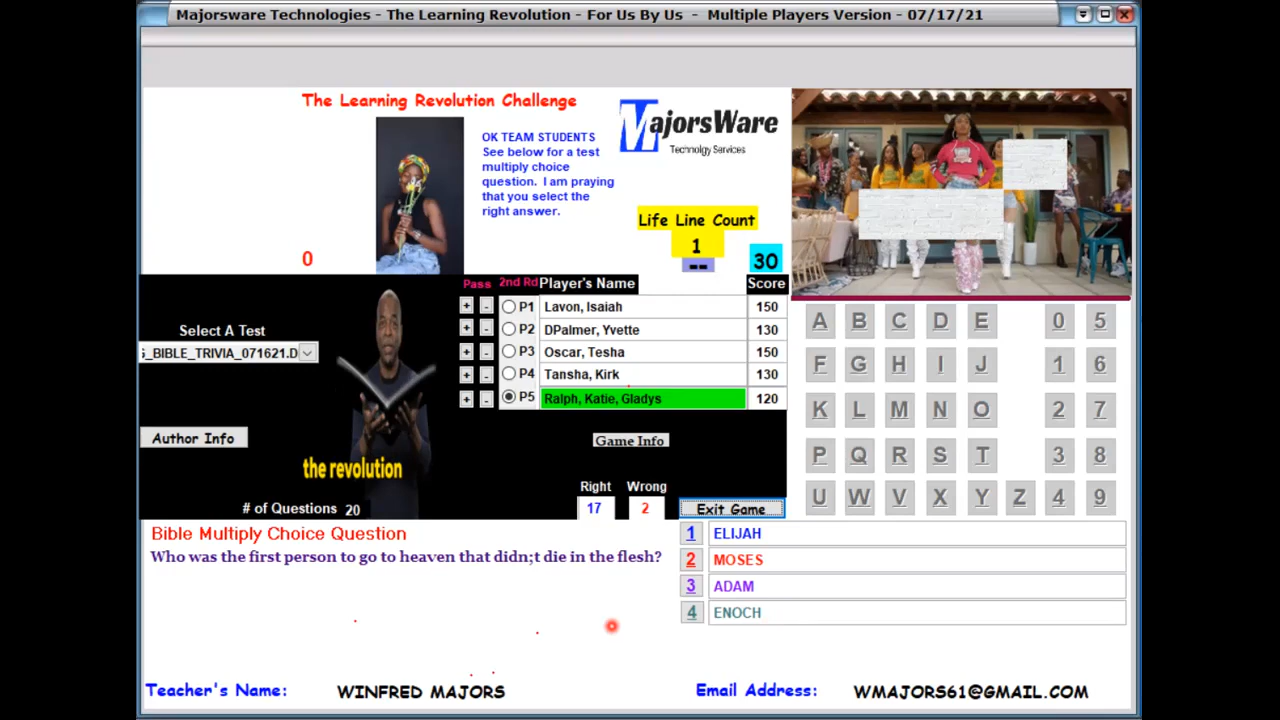 Majorsware Technologies - The Learning Revolution - For Us By Us - Multiple Players Version - 07/17/21
The Learning Revolution Challenge
OK TEAM STUDENTS
See below for a test
multiply choice
question. I am praying
that you select the
right answer.
MajorsWare
Technolgy Services
Life Line Count
1
--
30
0
Pass 2nd Rd Player's Name Score
+ - P1 Lavon, Isaiah 150
+ - P2 DPalmer, Yvette 130
+ - P3 Oscar, Tesha 150
+ - P4 Tansha, Kirk 130
+ - P5 Ralph, Katie, Gladys 120
Select A Test
_BIBLE_TRIVIA_071621.D
Author Info
the revolution
Game Info
Right Wrong
# of Questions 20
17 2
Exit Game
A B C D E 0 5
F G H I J 1 6
K L M N O 2 7
P Q R S T 3 8
U W V X Y Z 4 9
Bible Multiply Choice Question
Who was the first person to go to heaven that didn;t die in the flesh?
1 ELIJAH
2 MOSES
3 ADAM
4 ENOCH
Teacher's Name: WINFRED MAJORS
Email Address: WMAJORS61@GMAIL.COM